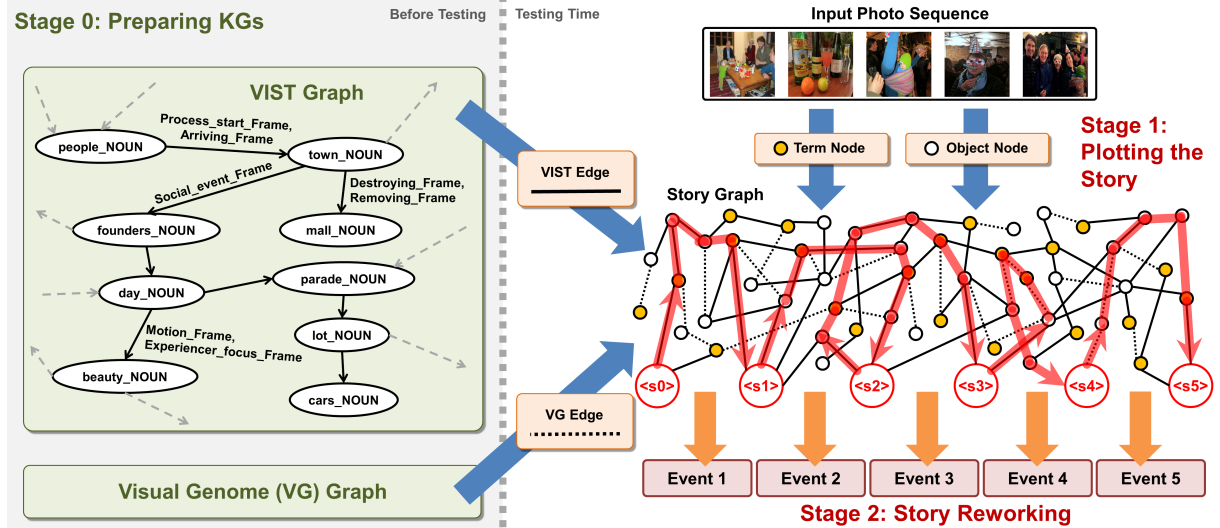 Stage 0: Preparing KGs
Before Testing
Testing Time
VIST Graph
Process_start_Frame,
Arriving_Frame
people_NOUN
town_NOUN
Social_event_Frame
Destroying_Frame,
Removing_Frame
founders_NOUN
mall_NOUN
day_NOUN
parade_NOUN
Motion_Frame,
Experiencer_focus_Frame
lot_NOUN
beauty_NOUN
cars_NOUN
Visual Genome (VG) Graph
VIST Edge
VG Edge
Input Photo Sequence
Term Node
Object Node
Stage 1:
Plotting the
Story
Story Graph
<s0>
<s1>
<s2>
<s3>
<s4>
<s5>
Event 1
Event 2
Event 3
Event 4
Event 5
Stage 2: Story Reworking